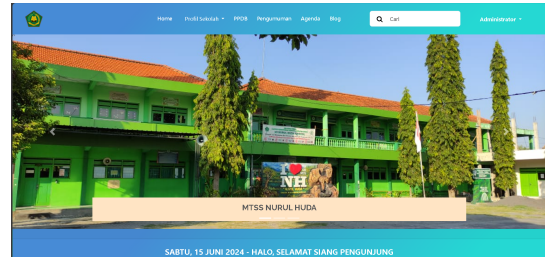 Home Profil Sekolah PPDB Pengumuman Agenda Blog Cari Administrator
I ❤ NH
MTSS NURUL HUDA
SABTU, 15 JUNI 2024 - HALO, SELAMAT SIANG PENGUNJUNG